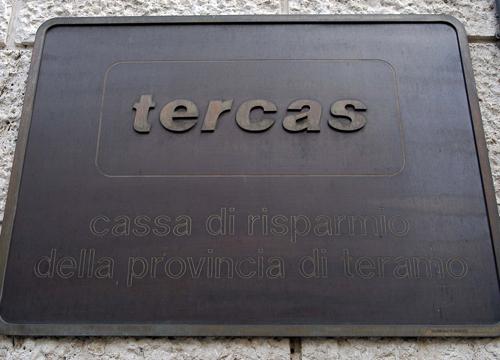 tercas
cassa di risparmio
della provincia di teramo